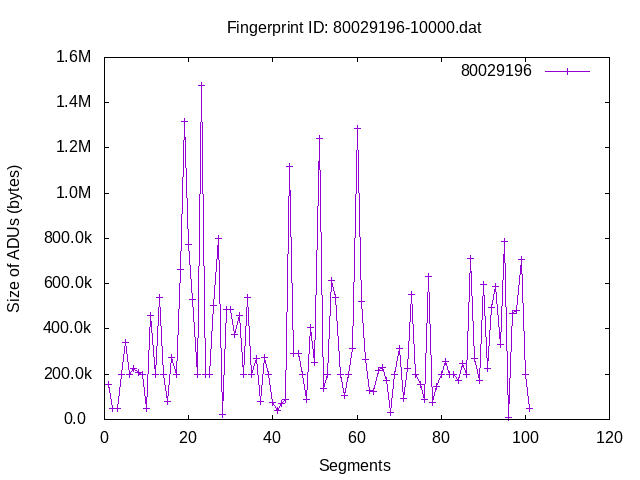 Fingerprint ID: 80029196-10000.dat
80029196
1.6M
1.4M
1.2M
1.0M
800.0k
600.0k
400.0k
200.0k
0.0
Size of ADUs (bytes)
0 20 40 60 80 100 120
Segments